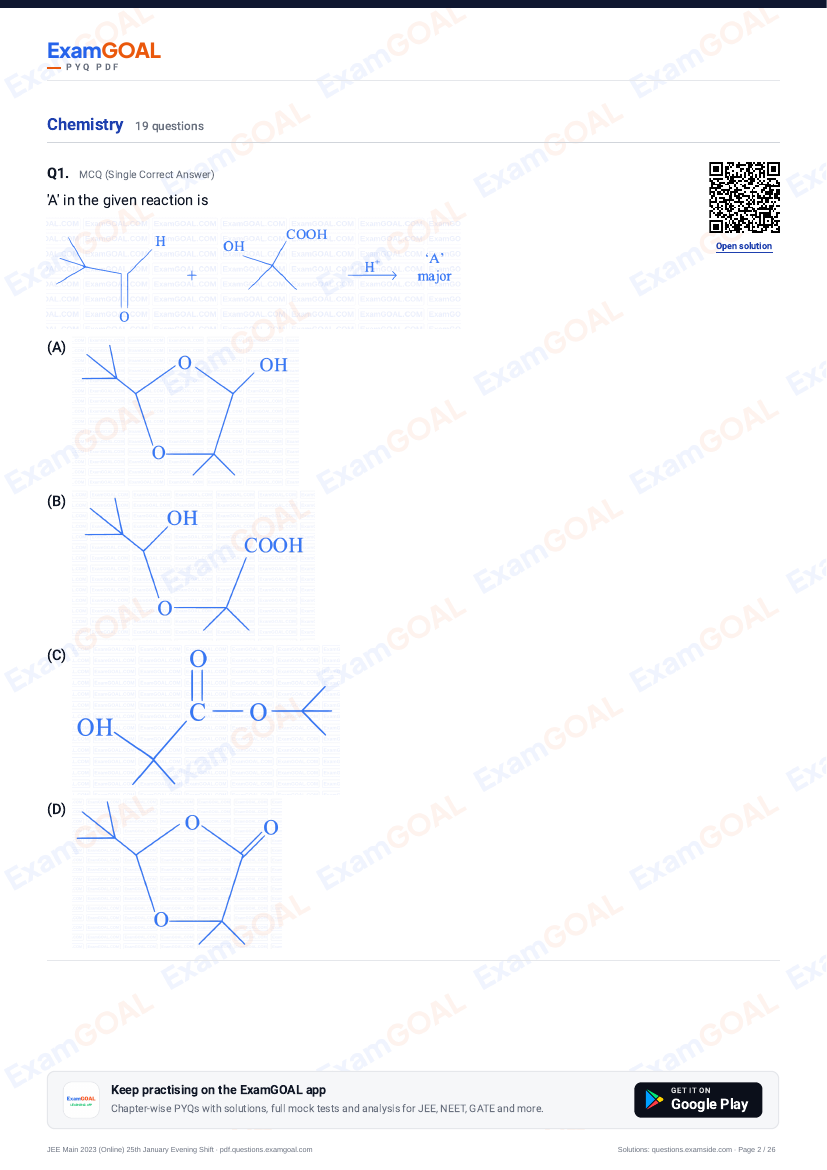 ExamGOAL
PYQ PDF
Chemistry 19 questions
Q1. MCQ (Single Correct Answer)
'A' in the given reaction is
Open solution
H
O
+
OH
COOH
H+
'A'
major
(A)
O
OH
O
(B)
OH
COOH
O
(C)
O
C
O
OH
(D)
O
O
O
ExamGOAL
Keep practising on the ExamGOAL app
Chapter-wise PYQs with solutions, full mock tests and analysis for JEE, NEET, GATE and more.
GET IT ON
Google Play
JEE Main 2023 (Online) 25th January Evening Shift · pdf.questions.examgoal.com
Solutions: questions.examside.com · Page 2 / 26